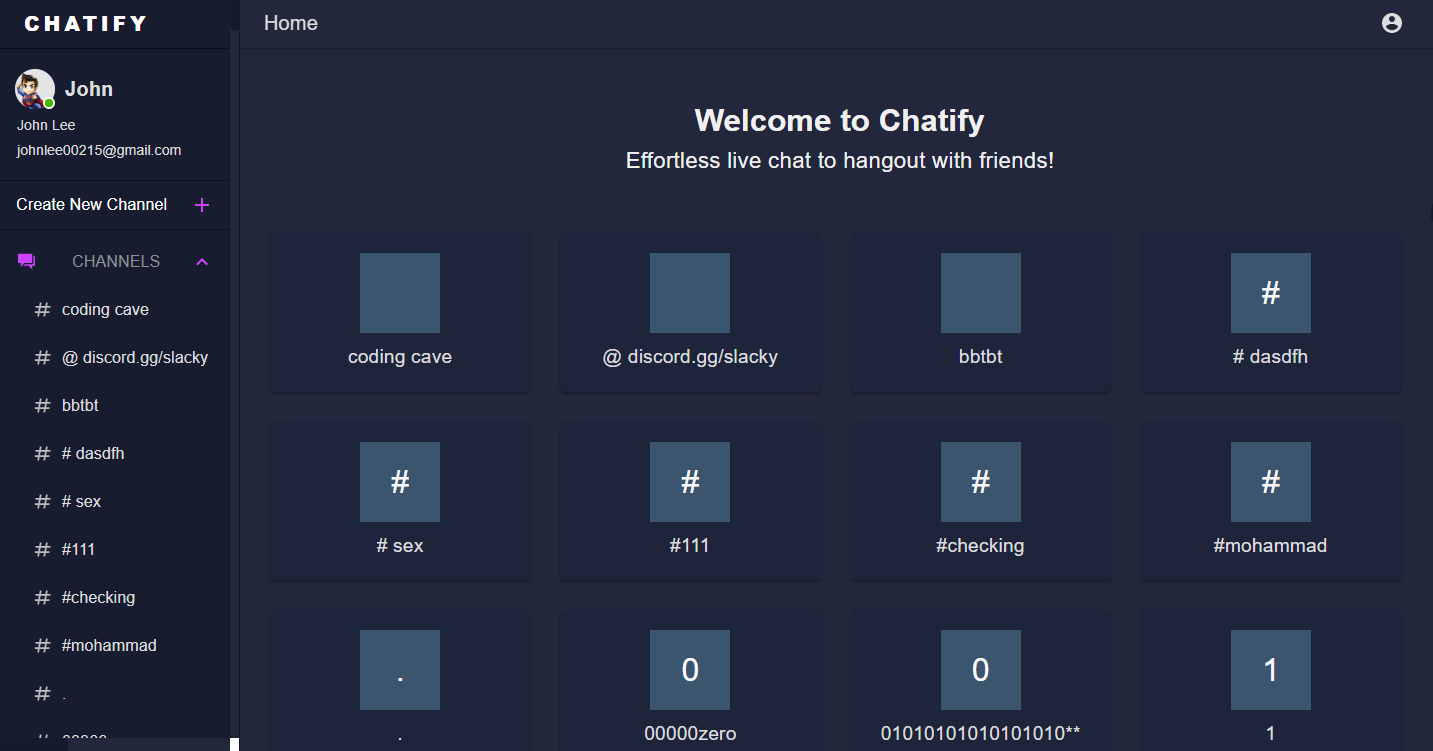 CHATIFY
Home
John
John Lee
johnlee00215@gmail.com
Create New Channel
CHANNELS
# coding cave
# @ discord.gg/slacky
# bbtbt
# # dasdfh
# # sex
# #111
# #checking
# #mohammad
# .
Welcome to Chatify
Effortless live chat to hangout with friends!
coding cave
@ discord.gg/slacky
bbtbt
#
# dasdfh
#
# sex
#
#111
#
#checking
#
#mohammad
.
.
0
00000zero
0
01010101010101010**
1
1